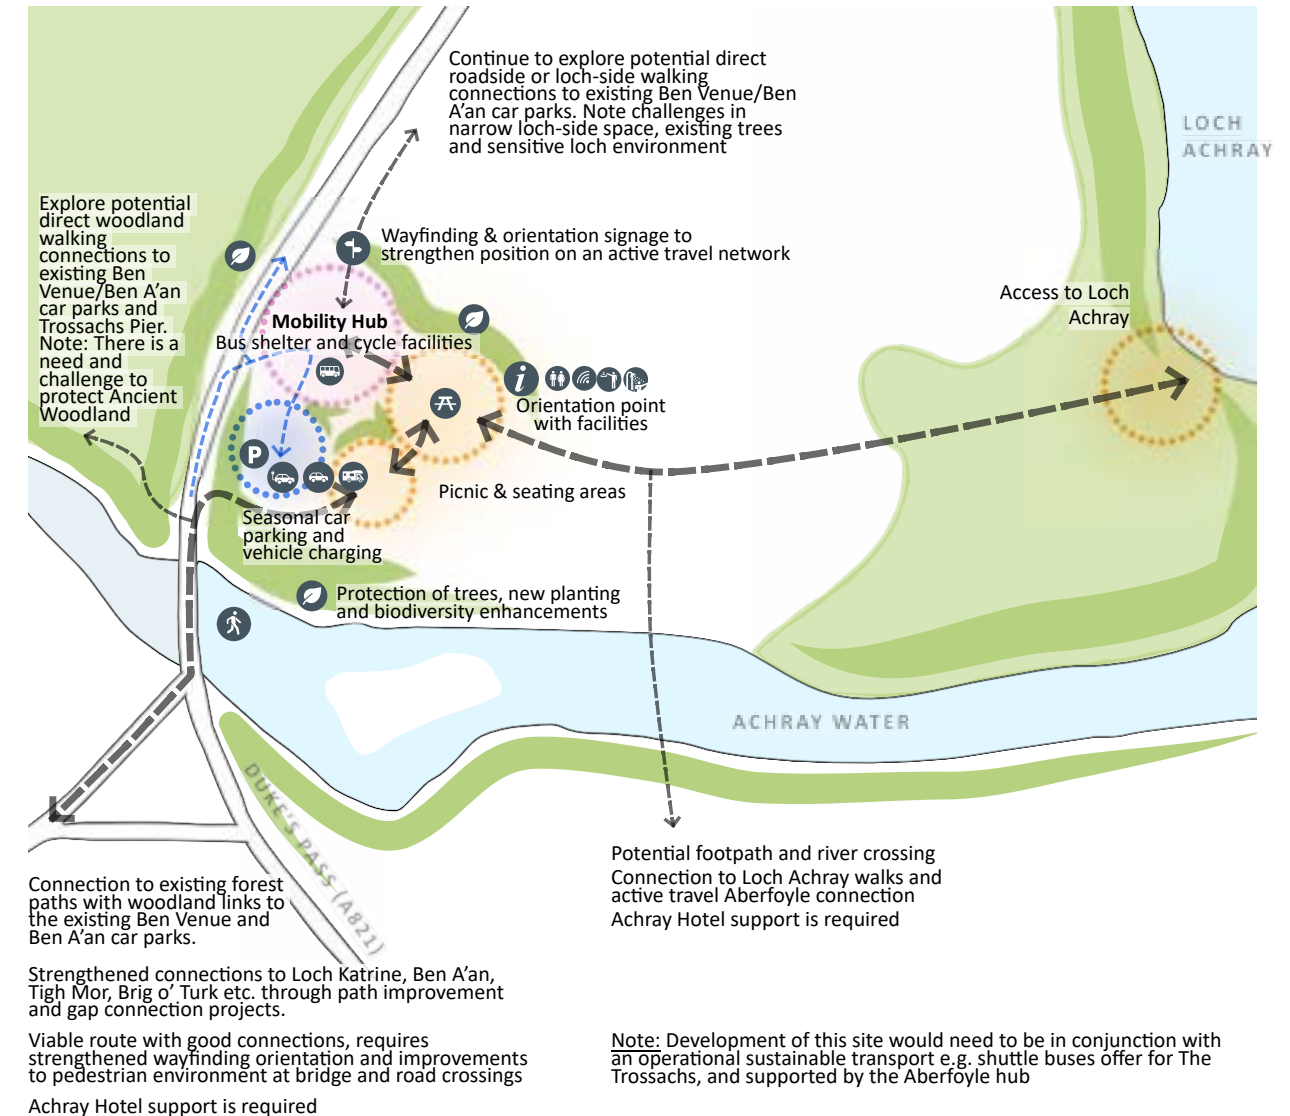 Continue to explore potential direct
roadside or loch-side walking
connections to existing Ben Venue/Ben
A'an car parks. Note challenges in
narrow loch-side space, existing trees
and sensitive loch environment
LOCH
ACHRAY
Explore potential
direct woodland
walking
connections to
existing Ben
Venue/Ben A'an
car parks and
Trossachs Pier.
Note: There is a
need and
challenge to
protect Ancient
Woodland
Wayfinding & orientation signage to
strengthen position on an active travel network
Access to Loch
Achray
Mobility Hub
Bus shelter and cycle facilities
i
Orientation point
with facilities
P
Picnic & seating areas
Seasonal car
parking and
vehicle charging
Protection of trees, new planting
and biodiversity enhancements
ACHRAY WATER
DUKE'S PASS (A821)
Potential footpath and river crossing
Connection to Loch Achray walks and
active travel Aberfoyle connection
Achray Hotel support is required
Connection to existing forest
paths with woodland links to
the existing Ben Venue and
Ben A'an car parks.
Strengthened connections to Loch Katrine, Ben A'an,
Tigh Mor, Brig o' Turk etc. through path improvement
and gap connection projects.
Viable route with good connections, requires
strengthened wayfinding orientation and improvements
to pedestrian environment at bridge and road crossings
Achray Hotel support is required
Note: Development of this site would need to be in conjunction with
an operational sustainable transport e.g. shuttle buses offer for The
Trossachs, and supported by the Aberfoyle hub